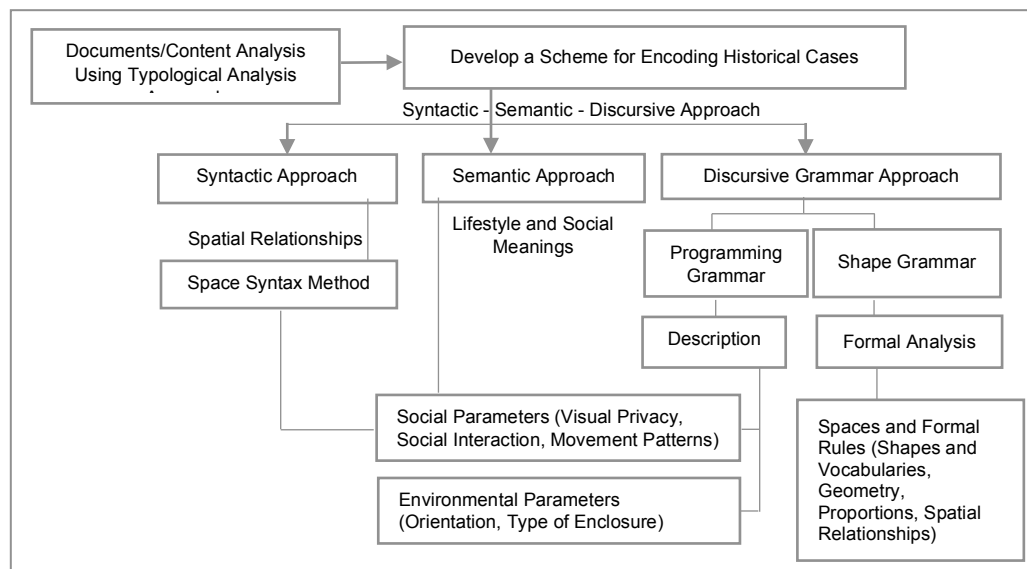 Documents/Content Analysis
Using Typological Analysis
Develop a Scheme for Encoding Historical Cases
Syntactic - Semantic - Discursive Approach
Syntactic Approach
Semantic Approach
Discursive Grammar Approach
Spatial Relationships
Lifestyle and Social
Meanings
Programming
Grammar
Shape Grammar
Space Syntax Method
Description
Formal Analysis
Social Parameters (Visual Privacy,
Social Interaction, Movement Patterns)
Environmental Parameters
(Orientation, Type of Enclosure)
Spaces and Formal
Rules (Shapes and
Vocabularies,
Geometry,
Proportions, Spatial
Relationships)